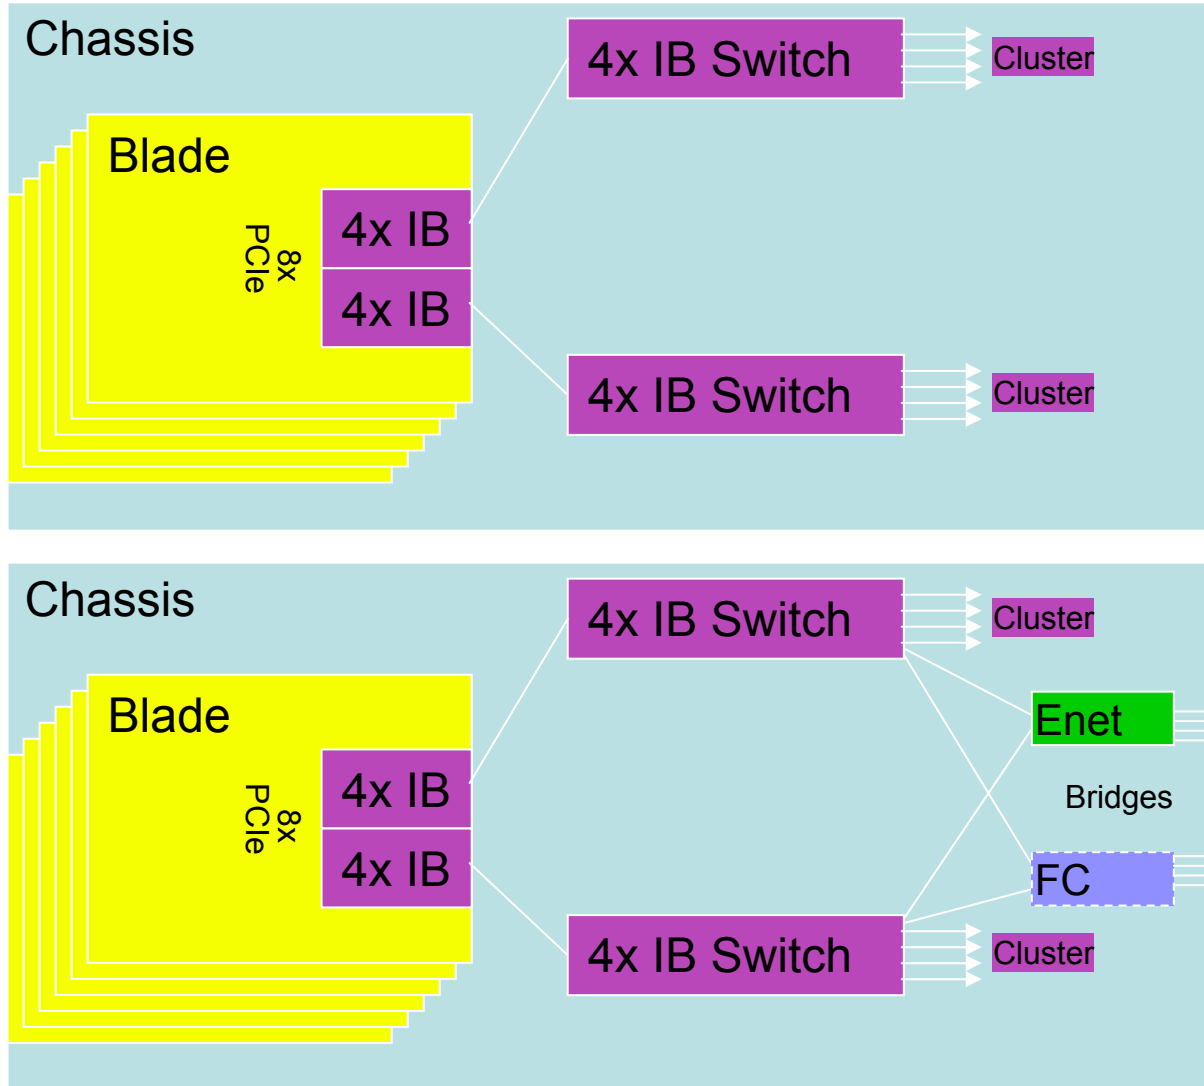 Chassis
4x IB Switch
Cluster
Blade
4x IB
8x
PCIe
4x IB
4x IB Switch
Cluster
Chassis
4x IB Switch
Cluster
Blade
Enet
4x IB
8x
PCIe
Bridges
4x IB
FC
4x IB Switch
Cluster